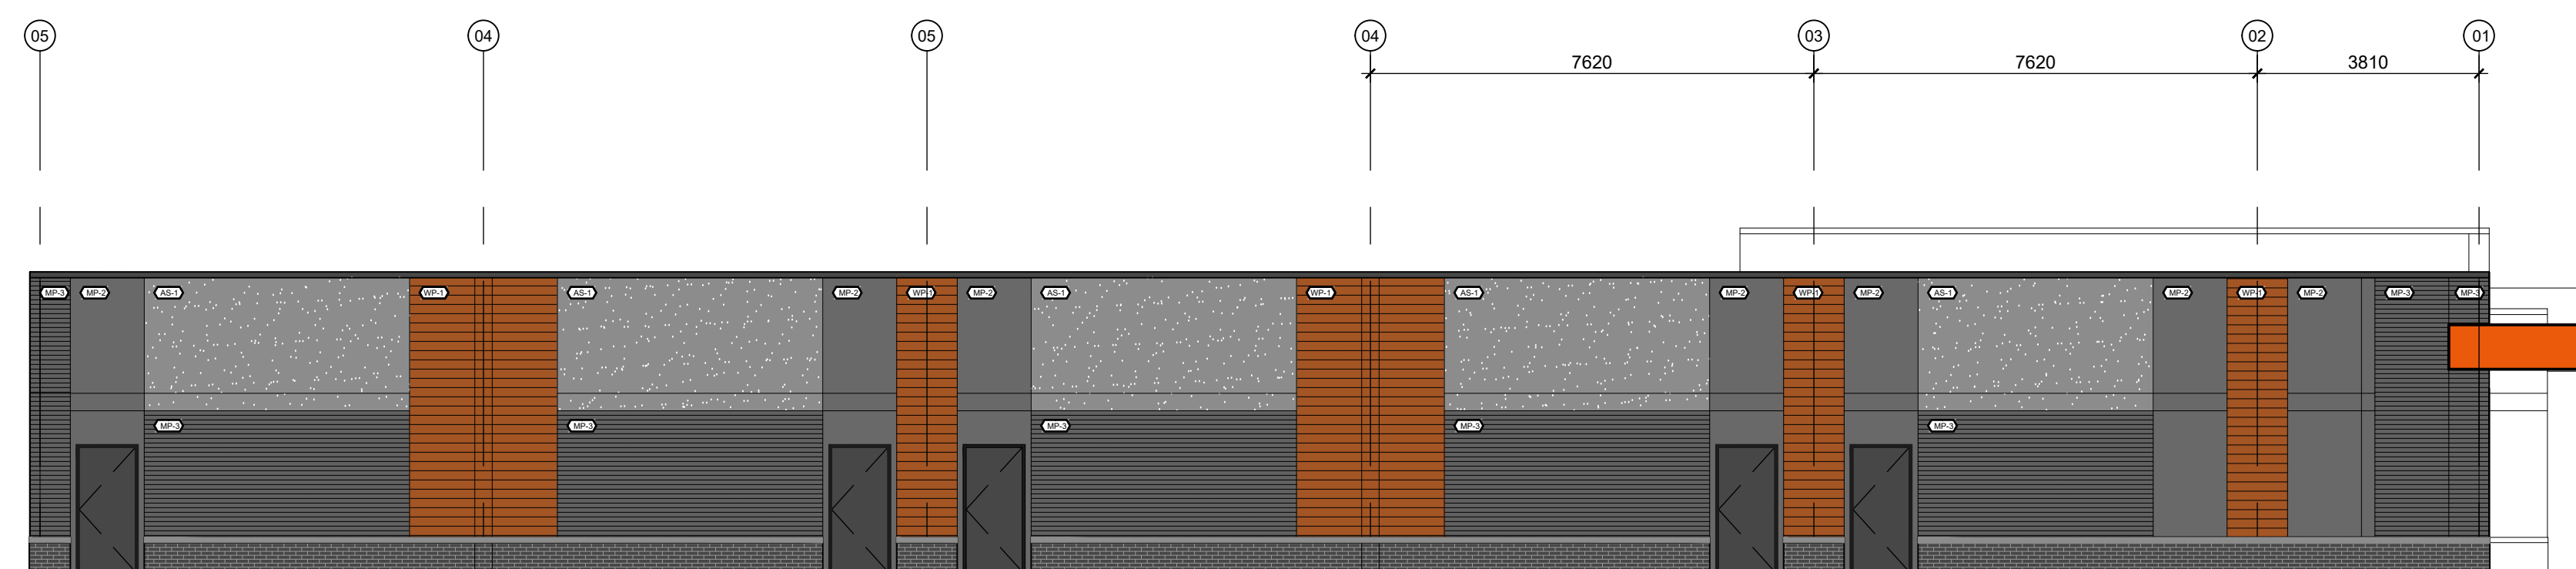 05 04 05 04 03 02 01
7620 7620 3810
MP-3 MP-2 AS-1 WP-1 AS-1 MP-2 WP-1 MP-2 AS-1 WP-1 AS-1 MP-2 WP-1 MP-2 AS-1 MP-2 WP-1 MP-2 MP-3 MP-3
MP-3 MP-3 MP-3 MP-3 MP-3